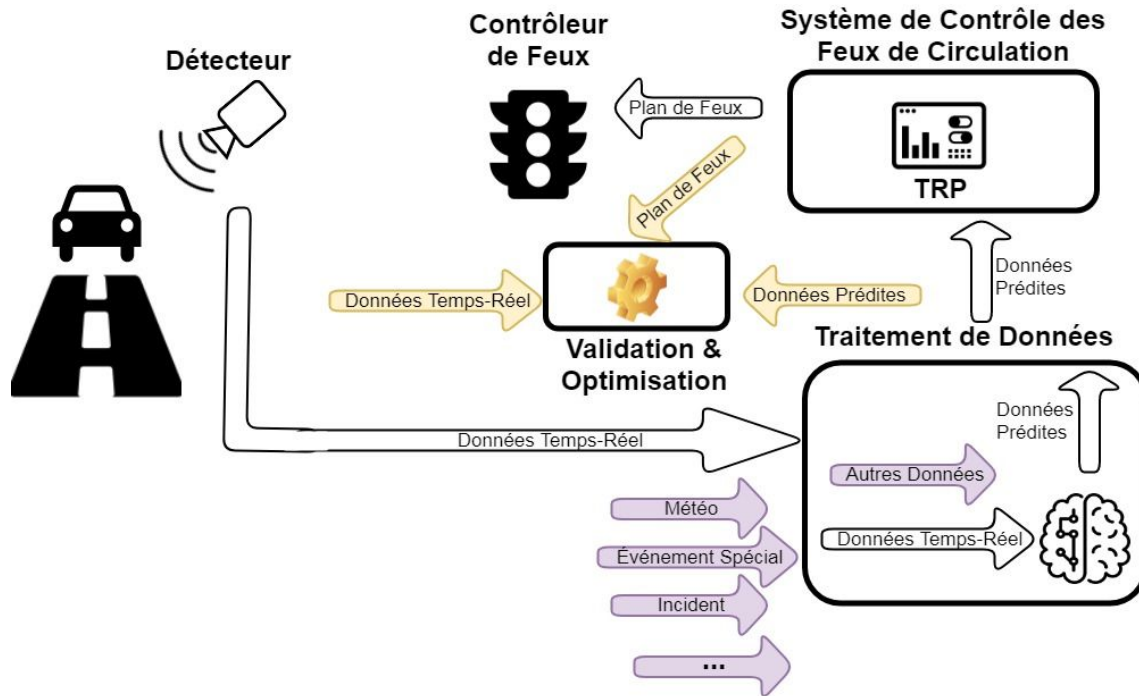 Système de Contrôle des
Feux de Circulation
Contrôleur
de Feux
Détecteur
Plan de Feux
TRP
Plan de Feux
Données
Prédites
Données Temps-Réel
Données Prédites
Validation &
Optimisation
Traitement de Données
Données
Prédites
Données Temps-Réel
Autres Données
Météo
Données Temps-Réel
Événement Spécial
Incident
...